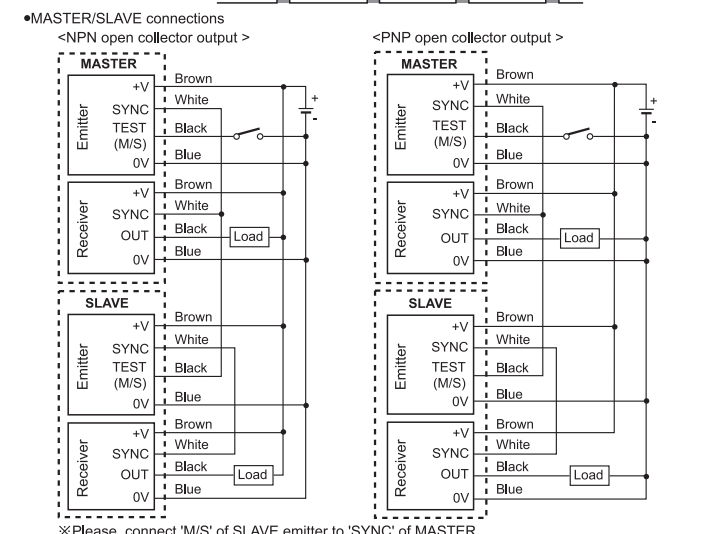 ●MASTER/SLAVE connections
<NPN open collector output >
MASTER
Emitter
+V
SYNC
TEST
(M/S)
0V
Brown
White
Black
Blue
+
-
Receiver
+V
SYNC
OUT
0V
Brown
White
Black
Blue
Load
SLAVE
Emitter
+V
SYNC
TEST
(M/S)
0V
Brown
White
Black
Blue
Receiver
+V
SYNC
OUT
0V
Brown
White
Black
Blue
Load
<PNP open collector output >
MASTER
Emitter
+V
SYNC
TEST
(M/S)
0V
Brown
White
Black
Blue
+
-
Receiver
+V
SYNC
OUT
0V
Brown
White
Black
Blue
Load
SLAVE
Emitter
+V
SYNC
TEST
(M/S)
0V
Brown
White
Black
Blue
Receiver
+V
SYNC
OUT
0V
Brown
White
Black
Blue
Load
※Please, connect 'M/S' of SLAVE emitter to 'SYNC' of MASTER